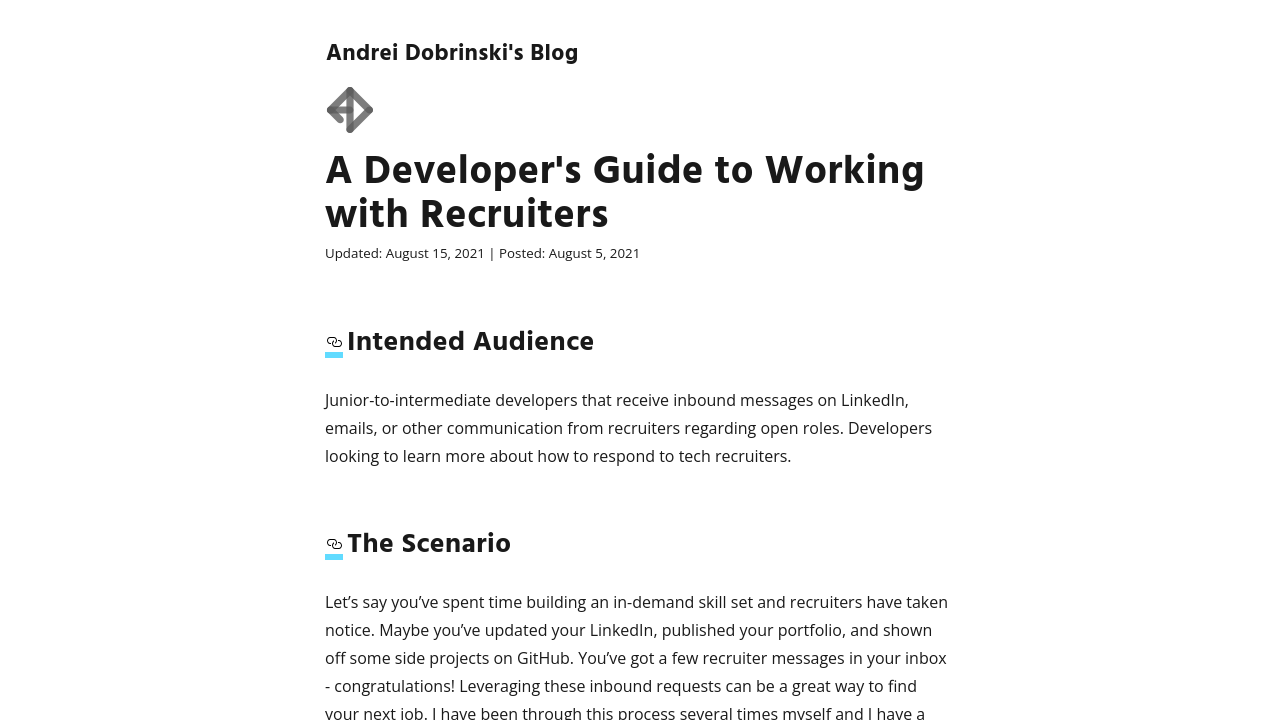 Andrei Dobrinski's Blog
A Developer's Guide to Working
with Recruiters
Updated: August 15, 2021 | Posted: August 5, 2021
Intended Audience
Junior-to-intermediate developers that receive inbound messages on LinkedIn,
emails, or other communication from recruiters regarding open roles. Developers
looking to learn more about how to respond to tech recruiters.
The Scenario
Let’s say you’ve spent time building an in-demand skill set and recruiters have taken
notice. Maybe you’ve updated your LinkedIn, published your portfolio, and shown
off some side projects on GitHub. You’ve got a few recruiter messages in your inbox
- congratulations! Leveraging these inbound requests can be a great way to find
your next job. I have been through this process several times myself and I have a